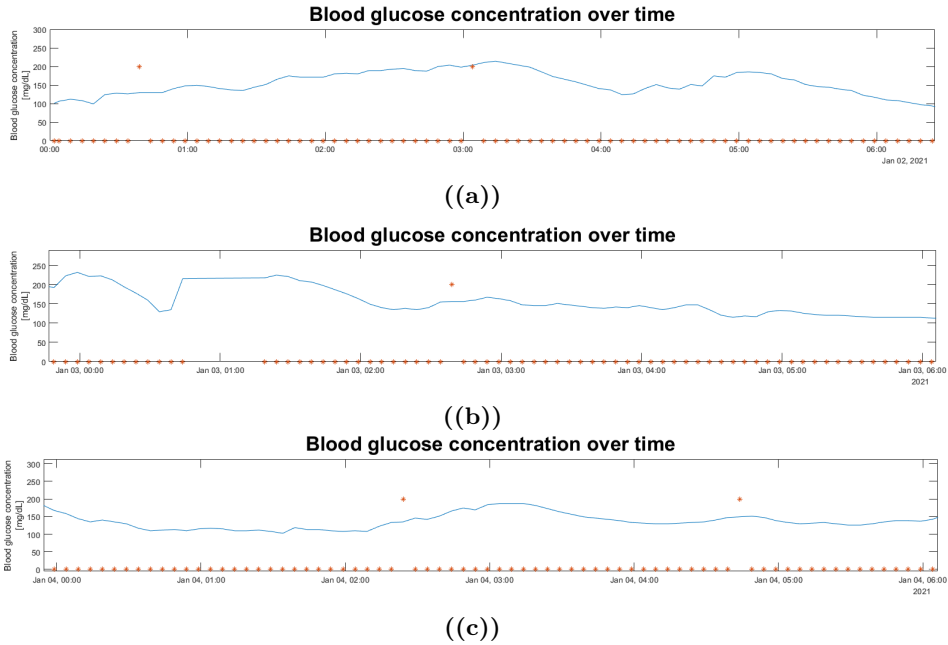 Blood glucose concentration over time
Blood glucose concentration
[mg/dL]
300
250
200
150
100
50
0
00:00 01:00 02:00 03:00 04:00 05:00 06:00
Jan 02, 2021
((a))
Blood glucose concentration over time
Blood glucose concentration
[mg/dL]
250
200
150
100
50
0
Jan 03, 00:00 Jan 03, 01:00 Jan 03, 02:00 Jan 03, 03:00 Jan 03, 04:00 Jan 03, 05:00 Jan 03, 06:00
2021
((b))
Blood glucose concentration over time
Blood glucose concentration
[mg/dL]
300
250
200
150
100
50
0
Jan 04, 00:00 Jan 04, 01:00 Jan 04, 02:00 Jan 04, 03:00 Jan 04, 04:00 Jan 04, 05:00 Jan 04, 06:00
2021
((c))